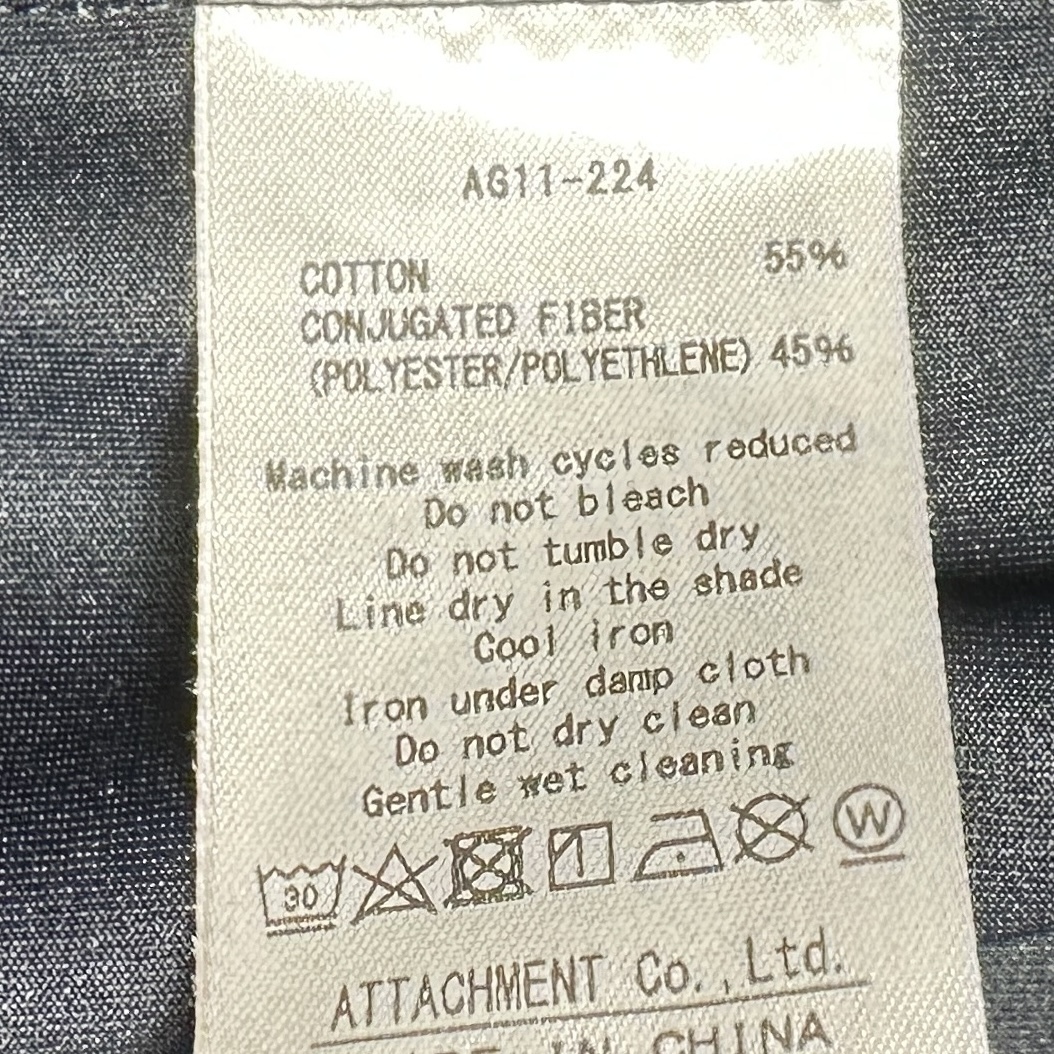 AG11-224
COTTON 55%
CONJUGATED FIBER
(POLYESTER/POLYETHLENE) 45%
Machine wash cycles reduced
Do not bleach
Do not tumble dry
Line dry in the shade
Cool iron
Iron under damp cloth
Do not dry clean
Gentle wet cleaning
30 W
ATTACHMENT Co.,Ltd.
IN CHINA